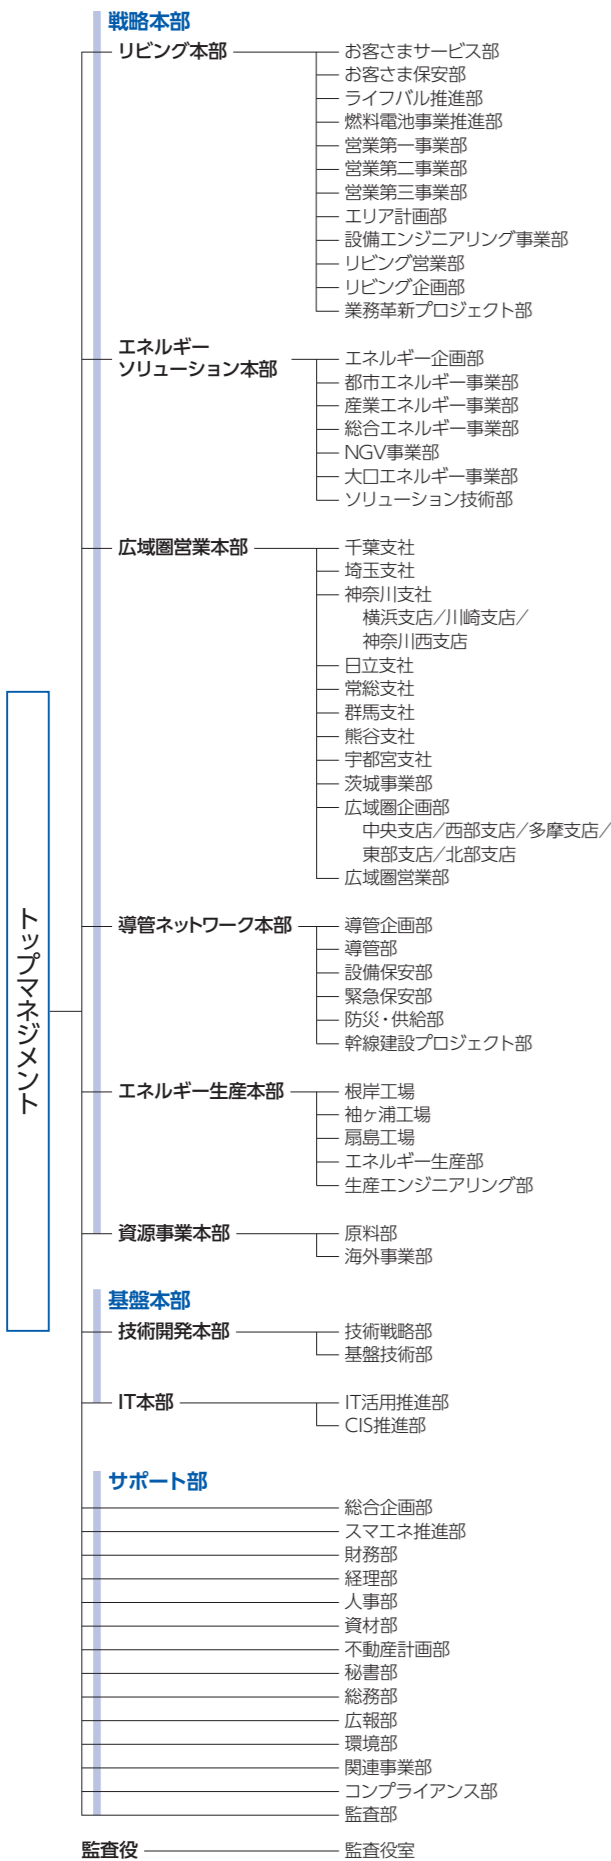 戦略本部
リビング本部
お客さまサービス部
お客さま保安部
ライフバル推進部
燃料電池事業推進部
営業第一事業部
営業第二事業部
営業第三事業部
エリア計画部
設備エンジニアリング事業部
リビング営業部
リビング企画部
業務革新プロジェクト部
エネルギー
ソリューション本部
エネルギー企画部
都市エネルギー事業部
産業エネルギー事業部
総合エネルギー事業部
NGV事業部
大口エネルギー事業部
ソリューション技術部
広域圏営業本部
千葉支社
埼玉支社
神奈川支社
横浜支店/川崎支店/
神奈川西支店
日立支社
常総支社
群馬支社
熊谷支社
宇都宮支社
茨城事業部
広域圏企画部
中央支店/西部支店/多摩支店/
東部支店/北部支店
広域圏営業部
トップマネジメント
導管ネットワーク本部
導管企画部
導管部
設備保安部
緊急保安部
防災・供給部
幹線建設プロジェクト部
エネルギー生産本部
根岸工場
袖ヶ浦工場
扇島工場
エネルギー生産部
生産エンジニアリング部
資源事業本部
原料部
海外事業部
基盤本部
技術開発本部
技術戦略部
基盤技術部
IT本部
IT活用推進部
CIS推進部
サポート部
総合企画部
スマエネ推進部
財務部
経理部
人事部
資材部
不動産計画部
秘書部
総務部
広報部
環境部
関連事業部
コンプライアンス部
監査部
監査役
監査役室